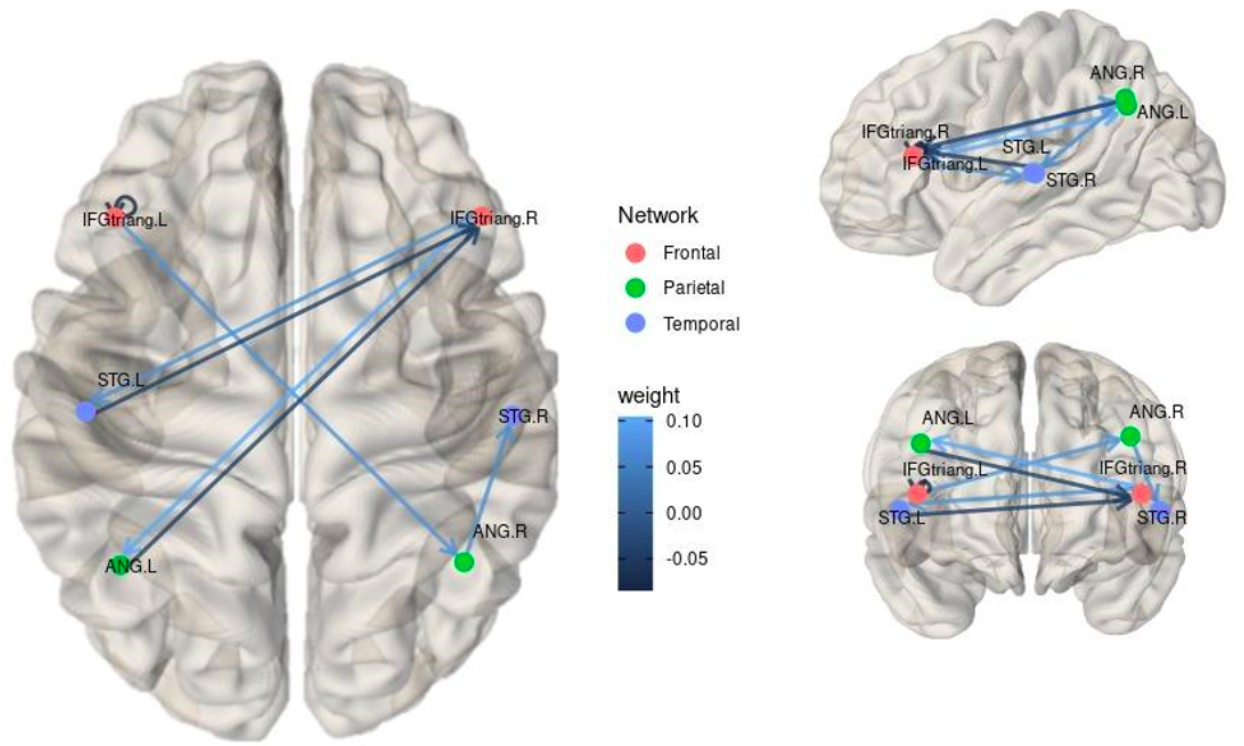 IFGtriang.L
IFGtriang.R
STG.L
STG.R
ANG.R
ANG.L
Network
Frontal
Parietal
Temporal
weight
0.10
0.05
0.00
-0.05
ANG.R
ANG.L
IFGtriang.R
STG.L
IFGtriang.L
STG.R
ANG.L
ANG.R
IFGtriang.L
IFGtriang.R
STG.L
STG.R